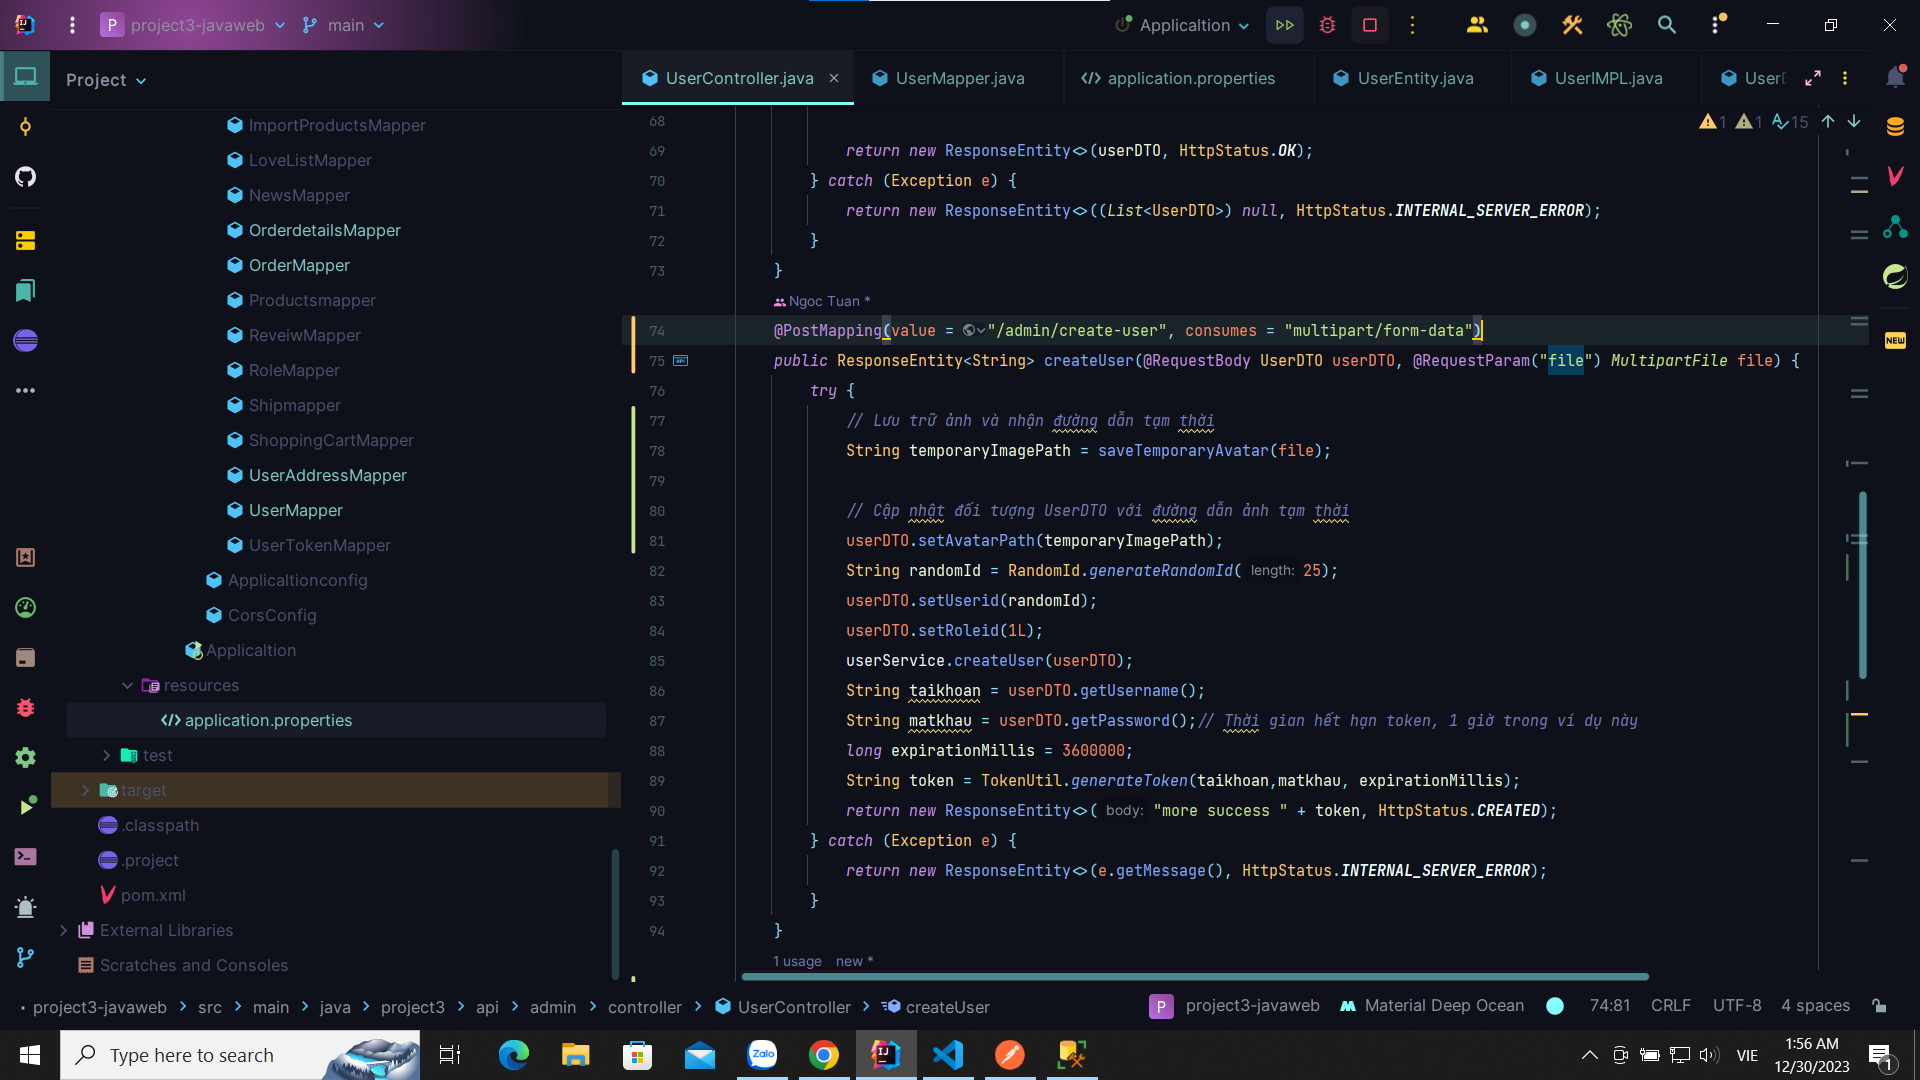 P project3-javaweb main Applicaltion
Project
UserController.java UserMapper.java application.properties UserEntity.java UserIMPL.java
ImportProductsMapper
LoveListMapper
NewsMapper
OrderdetailsMapper
OrderMapper
Productsmapper
ReveiwMapper
RoleMapper
Shipmapper
ShoppingCartMapper
UserAddressMapper
UserMapper
UserTokenMapper
Applicaltionconfig
CorsConfig
Applicaltion
resources
application.properties
test
target
.classpath
.project
pom.xml
External Libraries
Scratches and Consoles
1 1 15
68
69 return new ResponseEntity<>(userDTO, HttpStatus.OK);
70 } catch (Exception e) {
71 return new ResponseEntity<>((List<UserDTO>) null, HttpStatus.INTERNAL_SERVER_ERROR);
72 }
73 }
Ngoc Tuan *
74 @PostMapping(value = "/admin/create-user", consumes = "multipart/form-data")
75 public ResponseEntity<String> createUser(@RequestBody UserDTO userDTO, @RequestParam("file") MultipartFile file) {
76 try {
77 // Lưu trữ ảnh và nhận đường dẫn tạm thời
78 String temporaryImagePath = saveTemporaryAvatar(file);
79
80 // Cập nhật đối tượng UserDTO với đường dẫn ảnh tạm thời
81 userDTO.setAvatarPath(temporaryImagePath);
82 String randomId = RandomId.generateRandomId( length: 25);
83 userDTO.setUserid(randomId);
84 userDTO.setRoleid(1L);
85 userService.createUser(userDTO);
86 String taikhoan = userDTO.getUsername();
87 String matkhau = userDTO.getPassword();// Thời gian hết hạn token, 1 giờ trong ví dụ này
88 long expirationMillis = 3600000;
89 String token = TokenUtil.generateToken(taikhoan,matkhau, expirationMillis);
90 return new ResponseEntity<>( body: "more success " + token, HttpStatus.CREATED);
91 } catch (Exception e) {
92 return new ResponseEntity<>(e.getMessage(), HttpStatus.INTERNAL_SERVER_ERROR);
93 }
94 }
1 usage new *
NEW
project3-javaweb > src > main > java > project3 > api > admin > controller > UserController > createUser
P project3-javaweb Material Deep Ocean 74:81 CRLF UTF-8 4 spaces
Type here to search
Zalo
VIE
1:56 AM
12/30/2023
1